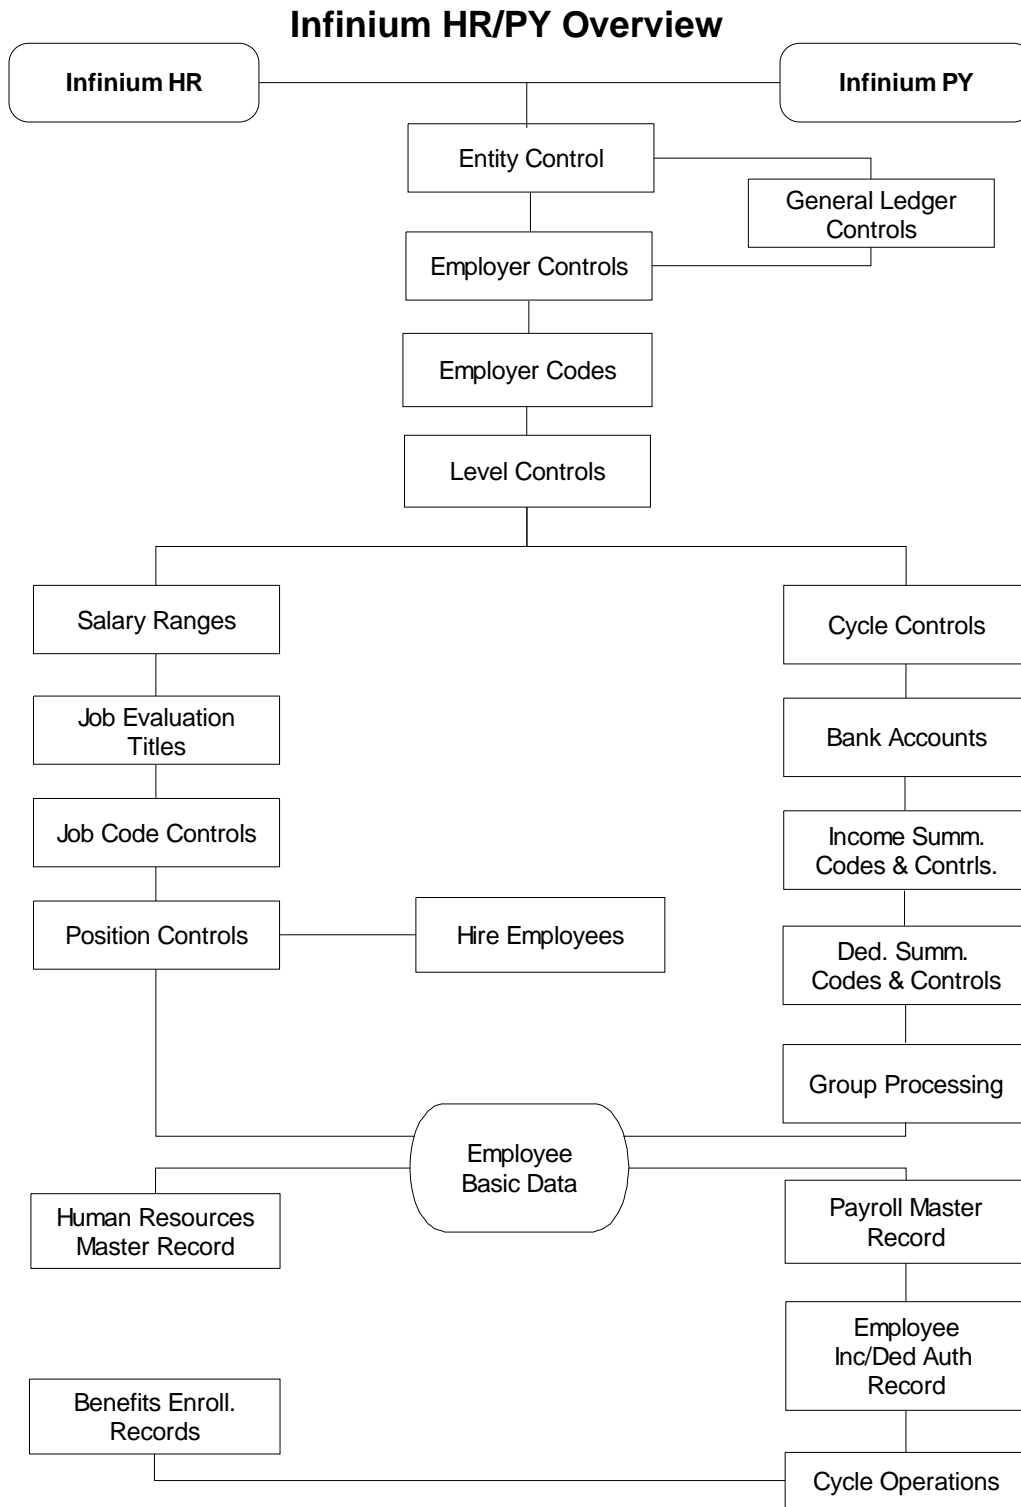 Infinium HR/PY Overview
Infinium HR
Infinium PY
Entity Control
General Ledger
Controls
Employer Controls
Employer Codes
Level Controls
Salary Ranges
Cycle Controls
Job Evaluation
Titles
Bank Accounts
Job Code Controls
Income Summ.
Codes & Contrls.
Position Controls
Hire Employees
Ded. Summ.
Codes & Controls
Group Processing
Employee
Basic Data
Human Resources
Master Record
Payroll Master
Record
Employee
Inc/Ded Auth
Record
Benefits Enroll.
Records
Cycle Operations